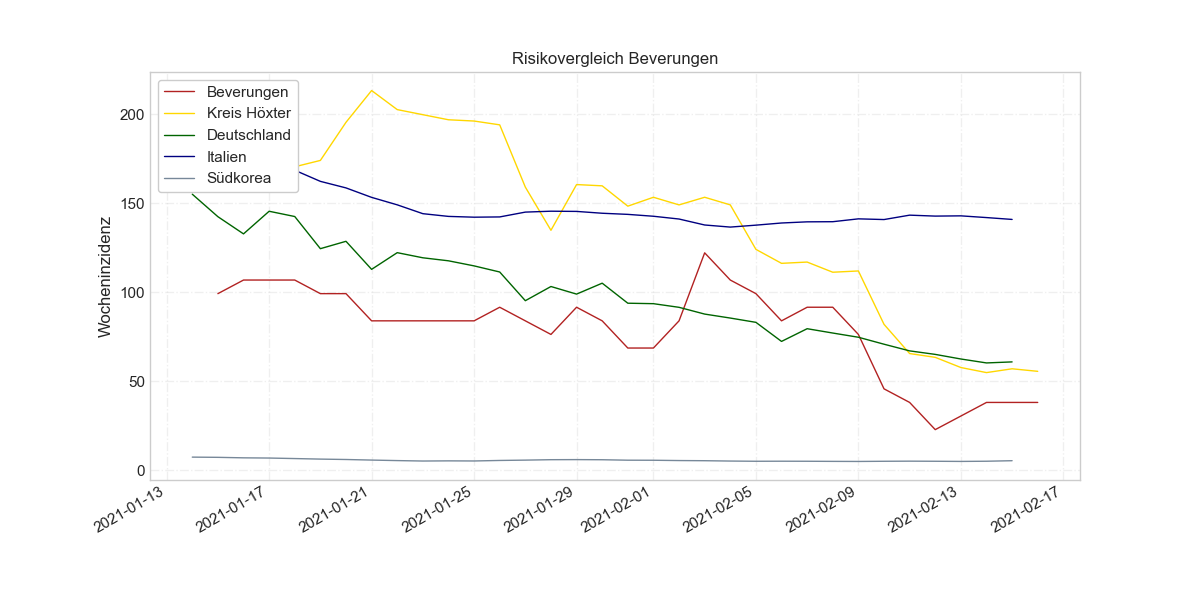 Risikovergleich Beverungen
Beverungen
Kreis Höxter
Deutschland
Italien
Südkorea
Wocheninzidenz
200
150
100
50
0
2021-01-13
2021-01-17
2021-01-21
2021-01-25
2021-01-29
2021-02-01
2021-02-05
2021-02-09
2021-02-13
2021-02-17